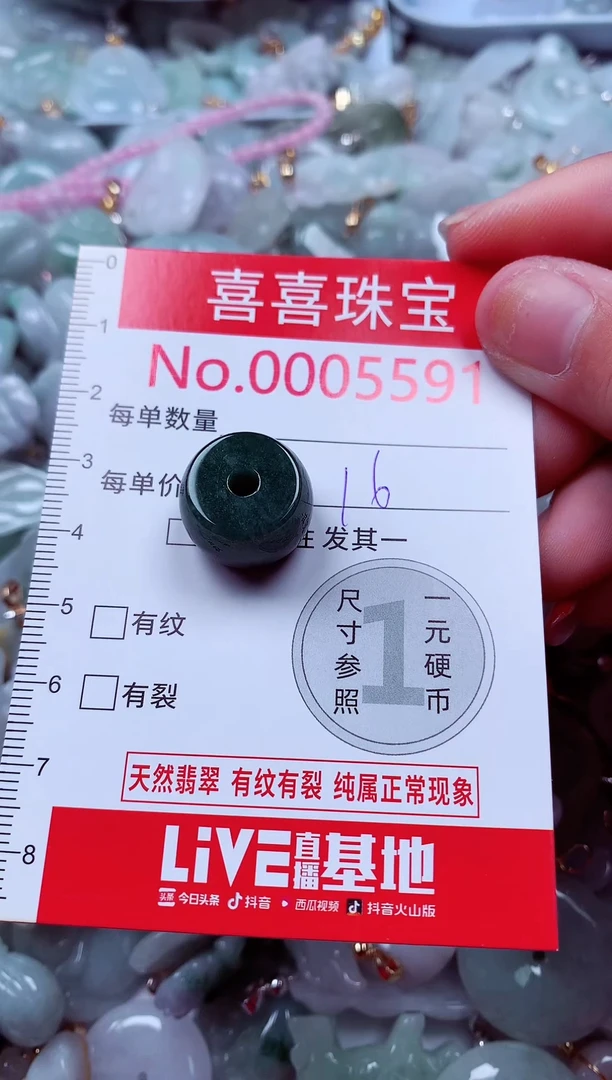 0
喜喜珠宝
1
No.0005591
2
每单数量
3
每单价
16
4
发其一
5
有纹
尺寸参照
1
一元硬币
6
有裂
7
天然翡翠 有纹有裂 纯属正常现象
8
LiVE直播基地
头条 今日头条 抖音 西瓜视频 抖音火山版